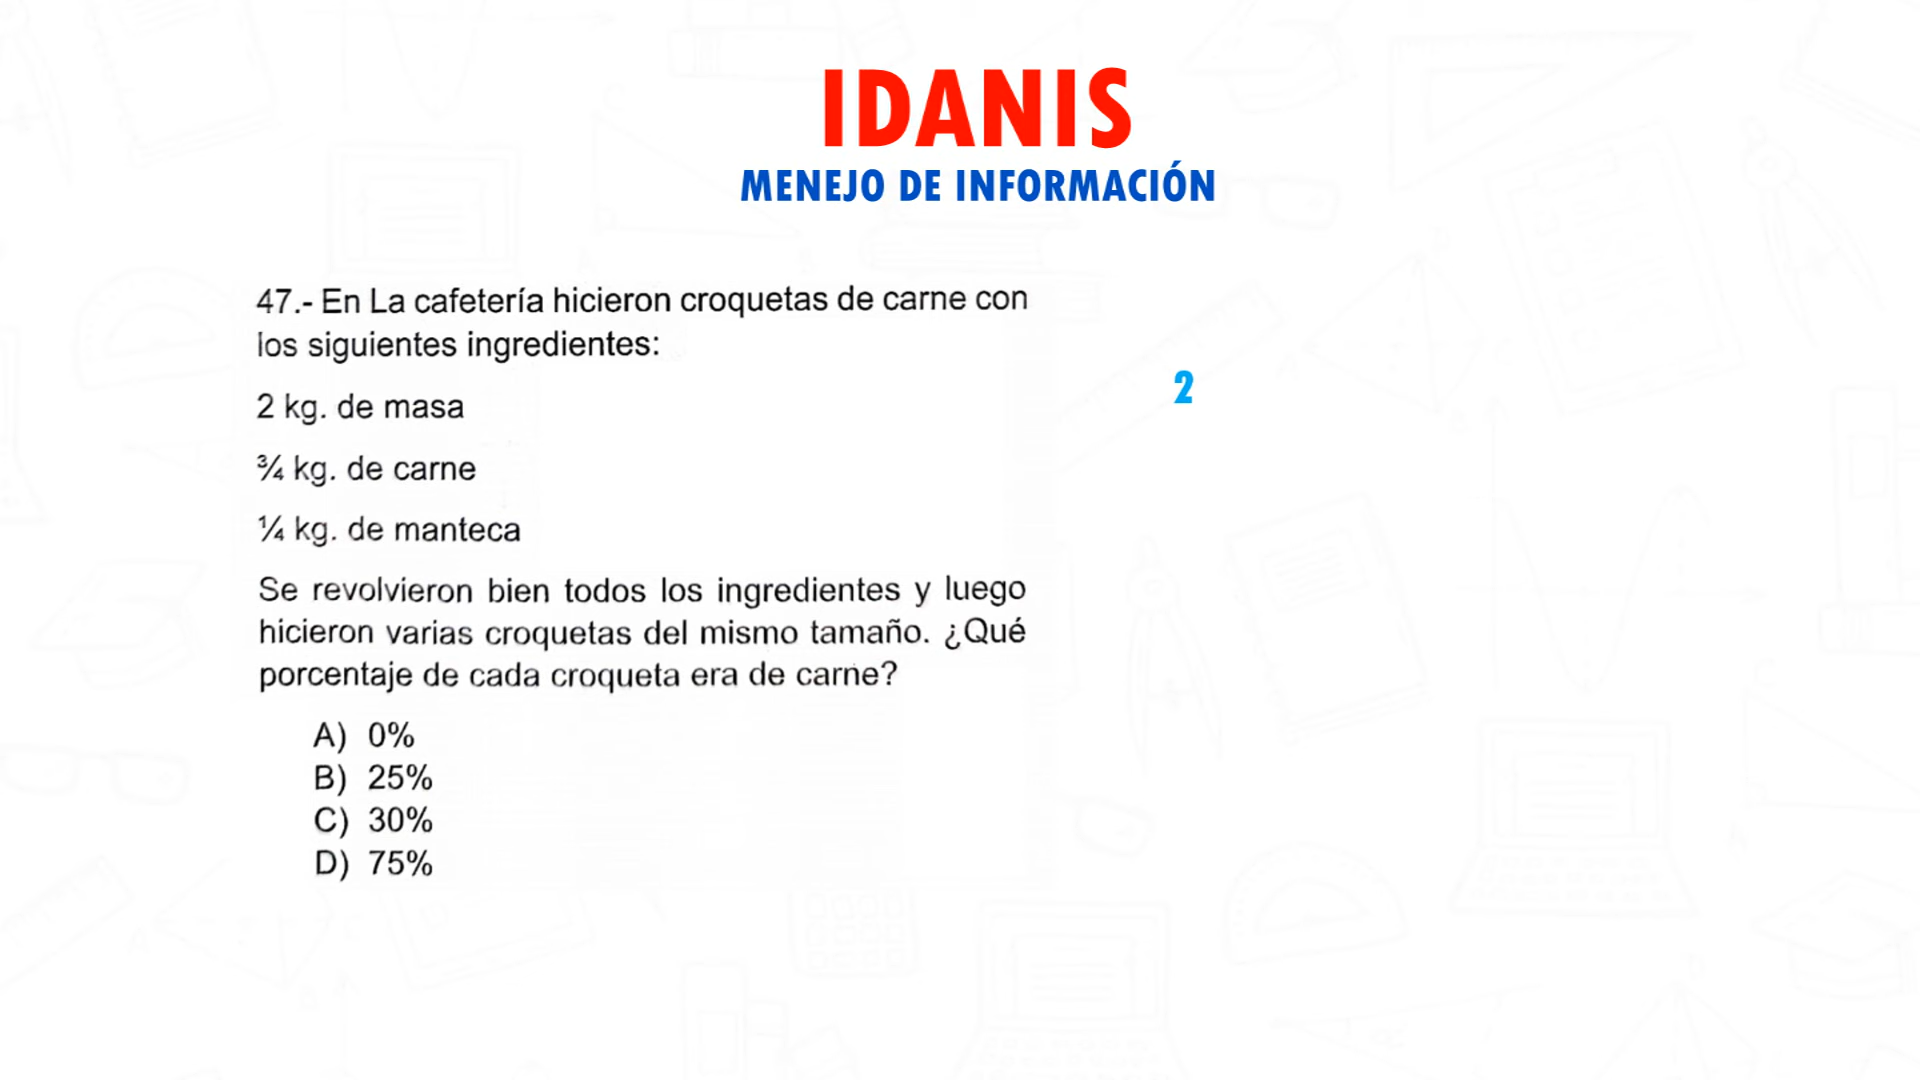 IDANIS
MENEJO DE INFORMACIÓN
47.- En La cafetería hicieron croquetas de carne con
los siguientes ingredientes:
2 kg. de masa
¾ kg. de carne
¼ kg. de manteca
Se revolvieron bien todos los ingredientes y luego
hicieron varias croquetas del mismo tamaño. ¿Qué
porcentaje de cada croqueta era de carne?
A) 0%
B) 25%
C) 30%
D) 75%
2